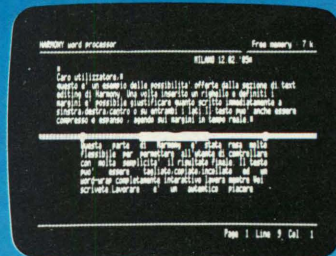 HARMONY word processor Free memory - 7 k
MILANO 12.02 '85¤
¤
Caro utilizzatore,¤
questo e' un esempio delle possibilita' offerte dalla sezione di text
editing di Harmony. Una volta inserito un righello e definiti i
margini e' possibile giustificare quanto scritto immediatamente a
sinistra,destra,centro o su entrambi i lati Il testo puo' anche essere
compresso o espanso , agendo sui margini in tempo reale.¤
Questa parte di Harmony e' stata resa molto
flessibile per permettere all'utente di controllare
con molta semplicita' il risultato finale. Il testo
puo' essere tagliato,copiato,incollato ed un
word-wrap completamente interattivo lavora mentre Voi
scrivete.Lavorare e' un autentico piacere
Page 1 Line 9 Col 1